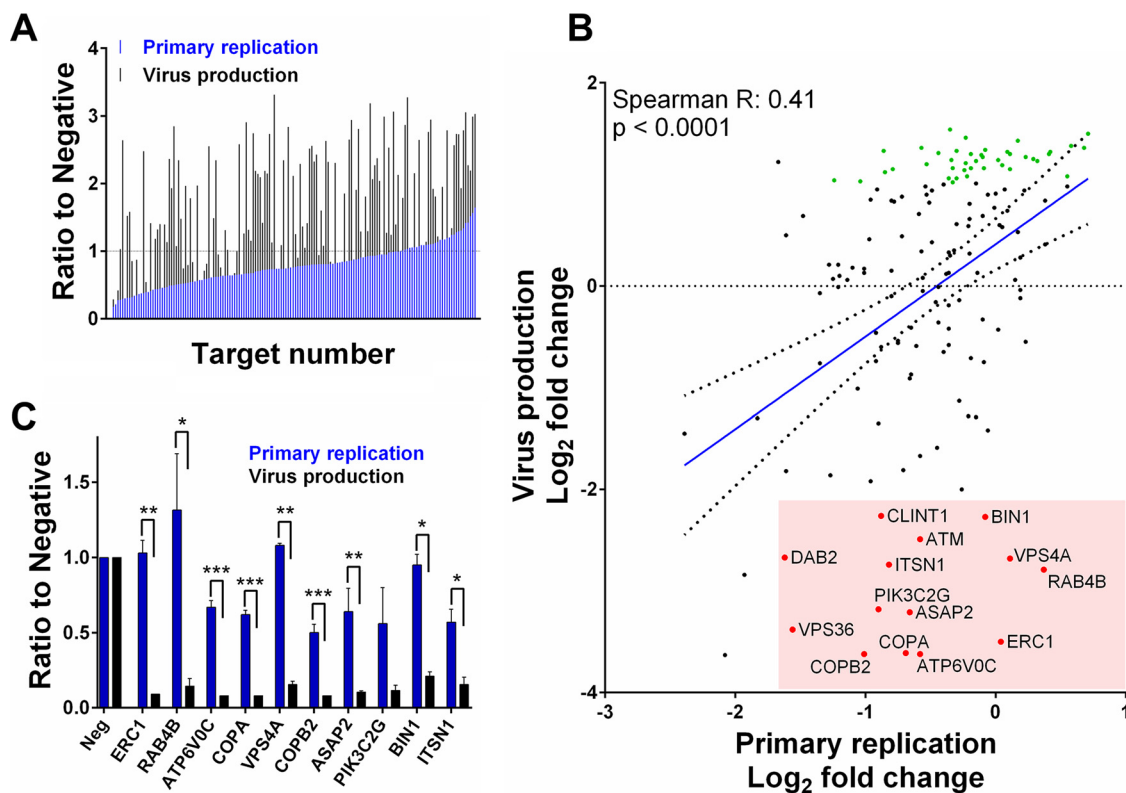 A
Primary replication
Virus production
Ratio to Negative
4
3
2
1
0
Target number
B
Spearman R: 0.41
p < 0.0001
Virus production
Log2 fold change
2
0
-2
-4
CLINT1
BIN1
ATM
DAB2
ITSN1
VPS4A
RAB4B
PIK3C2G
ASAP2
VPS36
COPA
ERC1
COPB2
ATP6V0C
-3
-2
-1
0
1
Primary replication
Log2 fold change
C
Primary replication
Virus production
Ratio to Negative
1.5
1.0
0.5
0.0
**
*
***
***
**
***
**
*
*
Neg
ERC1
RAB4B
ATP6V0C
COPA
VPS4A
COPB2
ASAP2
PIK3C2G
BIN1
ITSN1